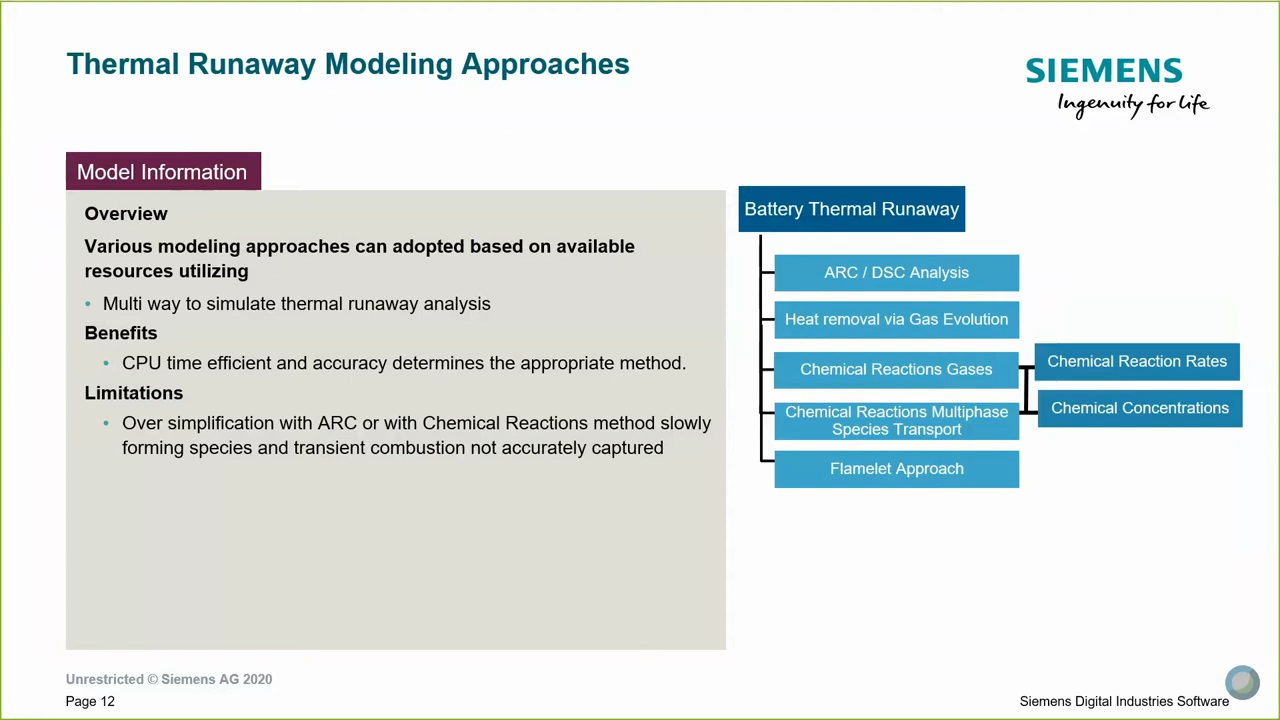 Thermal Runaway Modeling Approaches
SIEMENS
Ingenuity for life
Model Information
Overview
Various modeling approaches can adopted based on available
resources utilizing
• Multi way to simulate thermal runaway analysis
Benefits
• CPU time efficient and accuracy determines the appropriate method.
Limitations
• Over simplification with ARC or with Chemical Reactions method slowly
forming species and transient combustion not accurately captured
Battery Thermal Runaway
ARC / DSC Analysis
Heat removal via Gas Evolution
Chemical Reactions Gases
Chemical Reactions Multiphase
Species Transport
Flamelet Approach
Chemical Reaction Rates
Chemical Concentrations
Unrestricted © Siemens AG 2020
Page 12
Siemens Digital Industries Software